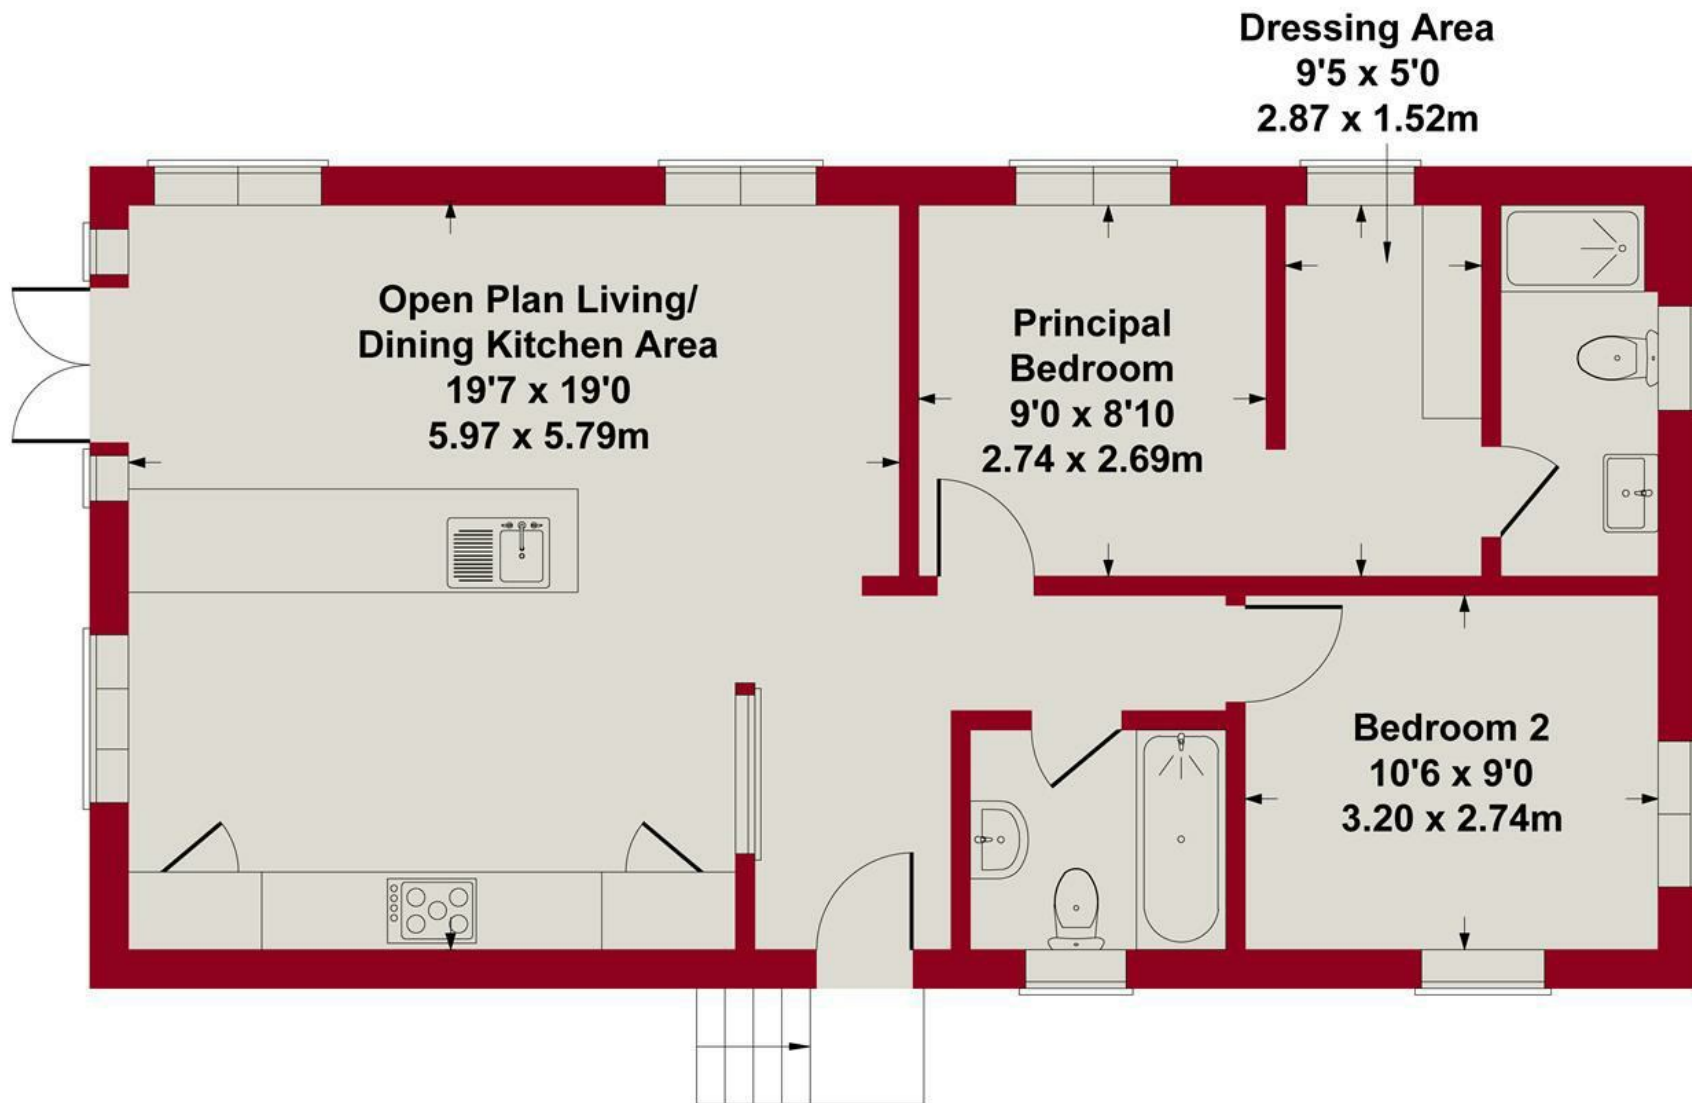 Dressing Area
9'5 x 5'0
2.87 x 1.52m
Open Plan Living/
Dining Kitchen Area
19'7 x 19'0
5.97 x 5.79m
Principal
Bedroom
9'0 x 8'10
2.74 x 2.69m
Bedroom 2
10'6 x 9'0
3.20 x 2.74m